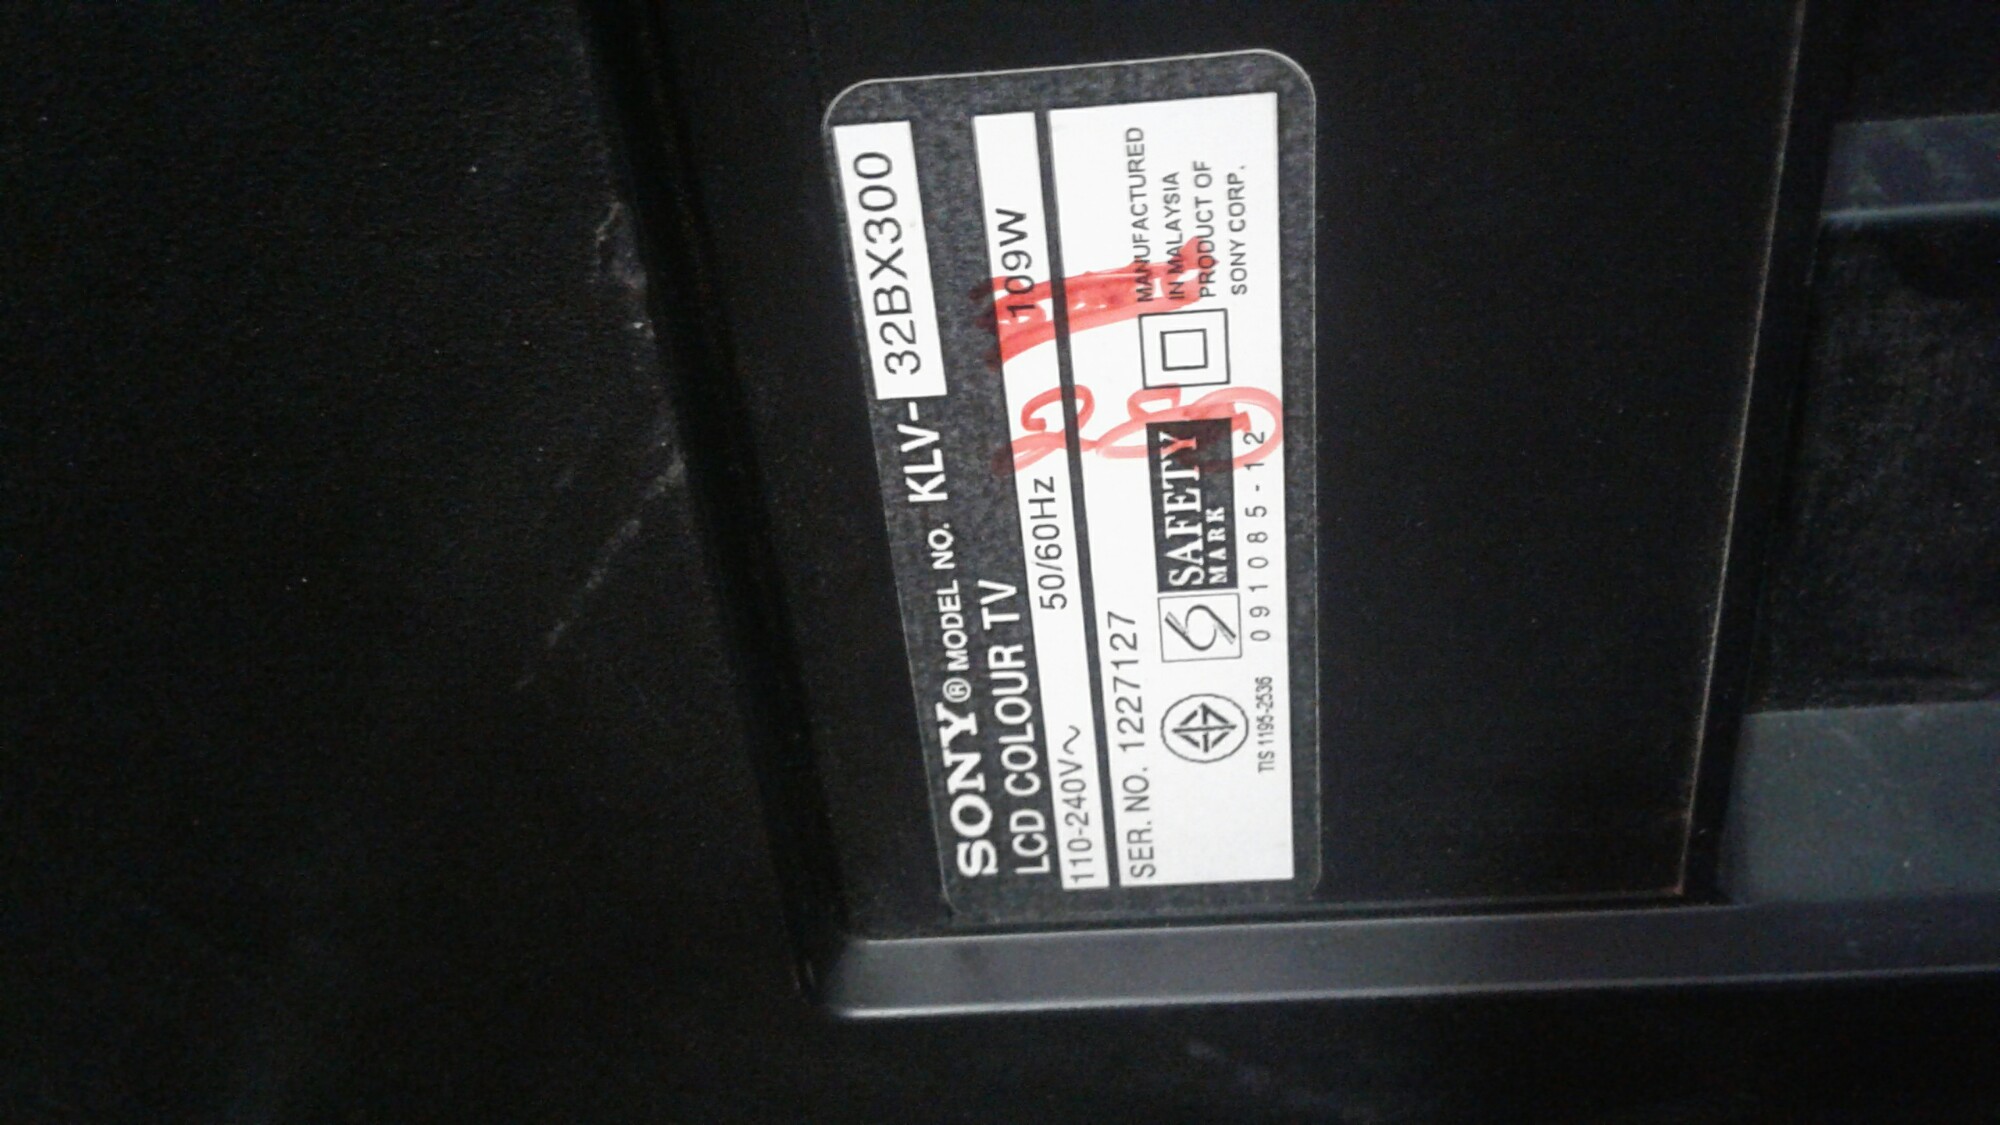 SONY® MODEL NO. KLV-32BX300
LCD COLOUR TV
110-240V~ 50/60Hz 109W
SER. NO. 1227127
MANUFACTURED
IN MALAYSIA
PRODUCT OF
SONY CORP.
SAFETY
MARK
TIS 1195-2536 091085-12